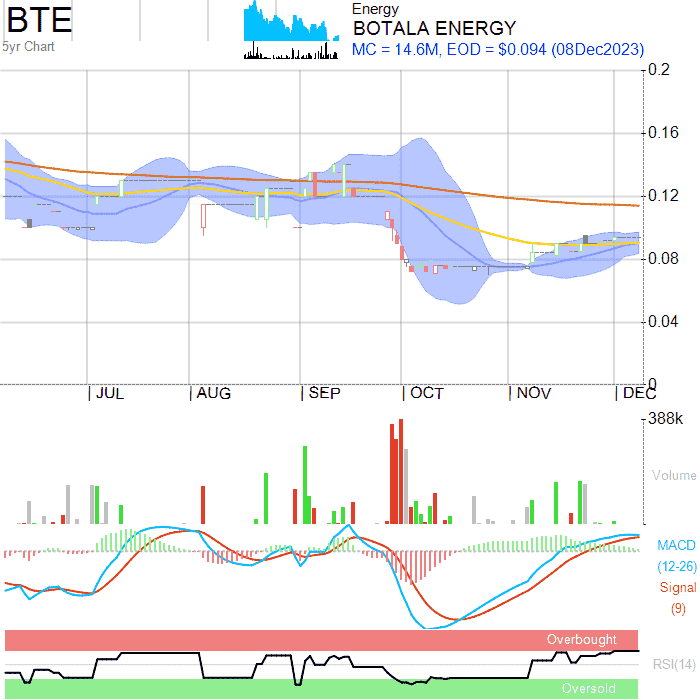 BTE
5yr Chart
Energy
BOTALA ENERGY
MC = 14.6M, EOD = $0.094 (08Dec2023)
0.2
0.16
0.12
0.08
0.04
0
JUL AUG SEP OCT NOV DEC
388k
Volume
MACD
(12-26)
Signal
(9)
Overbought
RSI(14)
Oversold